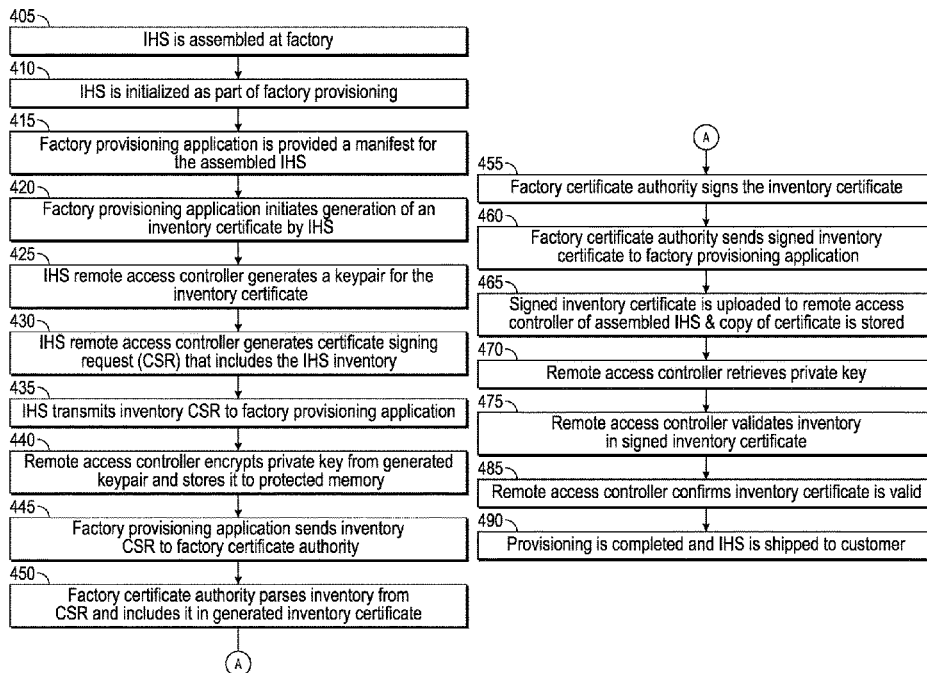 405
IHS is assembled at factory
410
IHS is initialized as part of factory provisioning
415
Factory provisioning application is provided a manifest for
the assembled IHS
420
Factory provisioning application initiates generation of an
inventory certificate by IHS
425
IHS remote access controller generates a keypair for the
inventory certificate
430
IHS remote access controller generates certificate signing
request (CSR) that includes the IHS inventory
435
IHS transmits inventory CSR to factory provisioning application
440
Remote access controller encrypts private key from generated
keypair and stores it to protected memory
445
Factory provisioning application sends inventory
CSR to factory certificate authority
450
Factory certificate authority parses inventory from
CSR and includes it in generated inventory certificate
A
A
455
Factory certificate authority signs the inventory certificate
460
Factory certificate authority sends signed inventory
certificate to factory provisioning application
465
Signed inventory certificate is uploaded to remote access
controller of assembled IHS & copy of certificate is stored
470
Remote access controller retrieves private key
475
Remote access controller validates inventory
in signed inventory certificate
485
Remote access controller confirms inventory certificate is valid
490
Provisioning is completed and IHS is shipped to customer